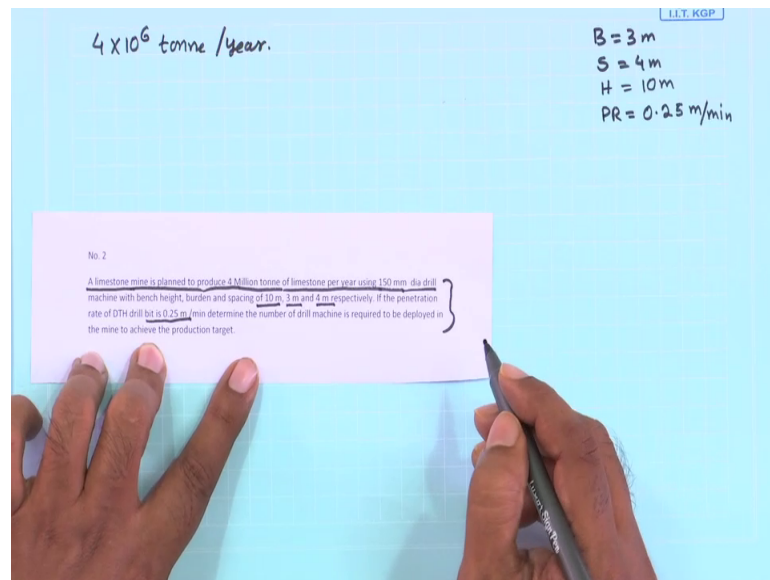 I.I.T. KGP
4 X 10⁶ tonne /year.
B = 3 m
S = 4 m
H = 10 m
PR = 0.25 m/min
No. 2
A limestone mine is planned to produce 4 Million tonne of limestone per year using 150 mm dia drill
machine with bench height, burden and spacing of 10 m, 3 m and 4 m respectively. If the penetration
rate of DTH drill bit is 0.25 m /min determine the number of drill machine is required to be deployed in
the mine to achieve the production target.